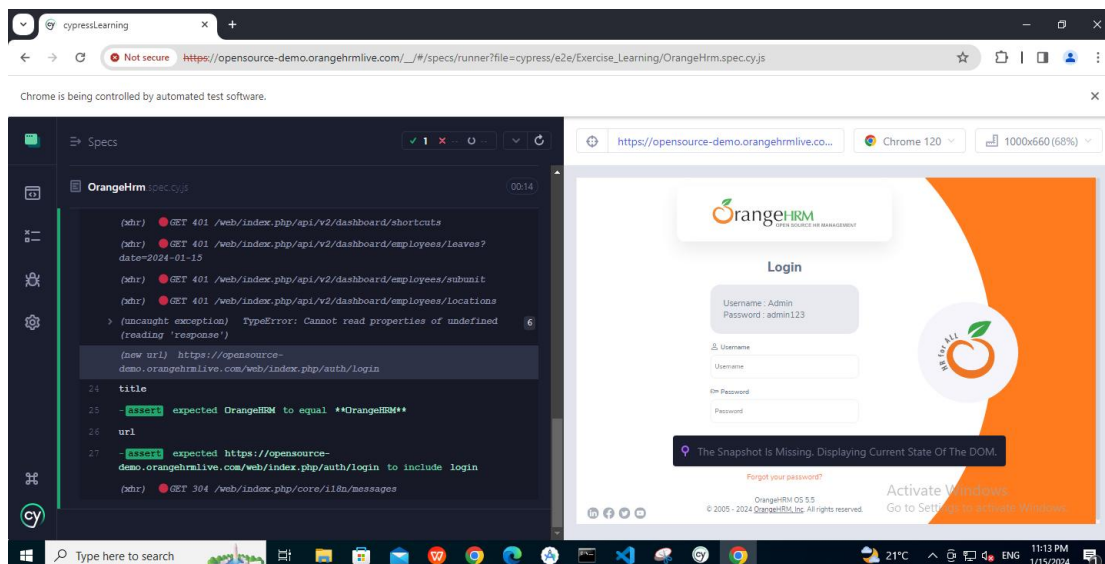 cypressLearning
Not secure https://opensource-demo.orangehrmlive.com/__/#/specs/runner?file=cypress/e2e/Exercise_Learning/OrangeHrm.spec.cy.js
Chrome is being controlled by automated test software.
Specs
1
--
--
https://opensource-demo.orangehrmlive.co...
Chrome 120
1000x660 (68%)
OrangeHrm.spec.cy.js
00:14
(xhr) GET 401 /web/index.php/api/v2/dashboard/shortcuts
(xhr) GET 401 /web/index.php/api/v2/dashboard/employees/leaves?
date=2024-01-15
(xhr) GET 401 /web/index.php/api/v2/dashboard/employees/subunit
(xhr) GET 401 /web/index.php/api/v2/dashboard/employees/locations
(uncaught exception) TypeError: Cannot read properties of undefined 6
(reading 'response')
(new url) https://opensource-
demo.orangehrmlive.com/web/index.php/auth/login
24 title
25 -assert expected OrangeHRM to equal **OrangeHRM**
26 url
27 -assert expected https://opensource-
demo.orangehrmlive.com/web/index.php/auth/login to include login
(xhr) GET 304 /web/index.php/core/i18n/messages
cy
OrangeHRM
OPEN SOURCE HR MANAGEMENT
Login
Username : Admin
Password : admin123
Username
Username
Password
Password
HR for ALL
The Snapshot Is Missing. Displaying Current State Of The DOM.
Forgot your password?
OrangeHRM OS 5.5
© 2005 - 2024 OrangeHRM, Inc. All rights reserved.
Activate Windows
Go to Settings to activate Windows.
Type here to search
21°C
ENG
11:13 PM
1/15/2024